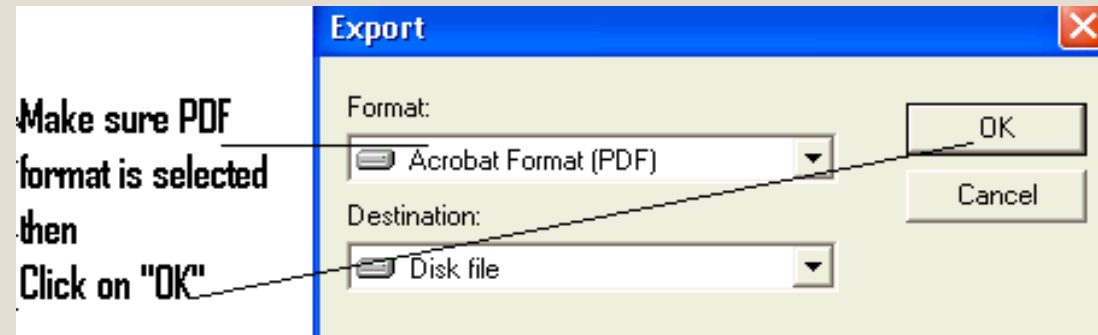 Make sure PDF
format is selected
then
Click on "OK"
Export
Format:
Acrobat Format (PDF)
Destination:
Disk file
OK
Cancel